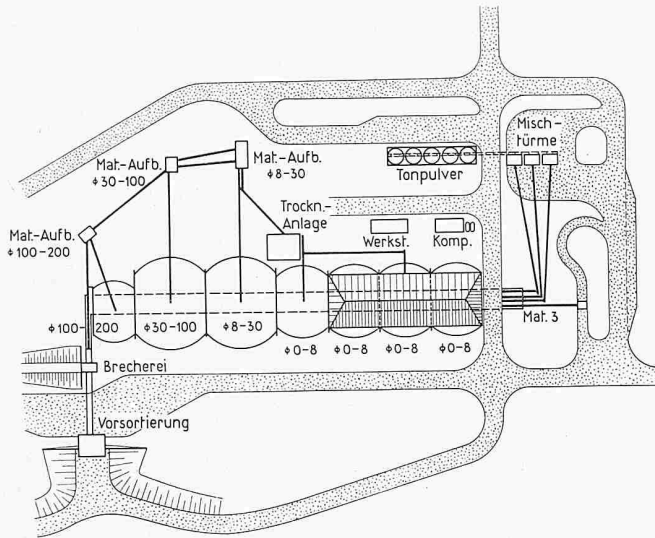 Misch-
türme
Mat.-Aufb.
ϕ 30-100
Mat.-Aufb.
ϕ 8-30
Tonpulver
Trockn.-
Anlage
Mat.-Aufb.
ϕ 100-200
Werkst.
Komp.
ϕ 100-200
ϕ 30-100
ϕ 8-30
ϕ 0-8
ϕ 0-8
ϕ 0-8
ϕ 0-8
Mat. 3
Brecherei
Vorsortierung